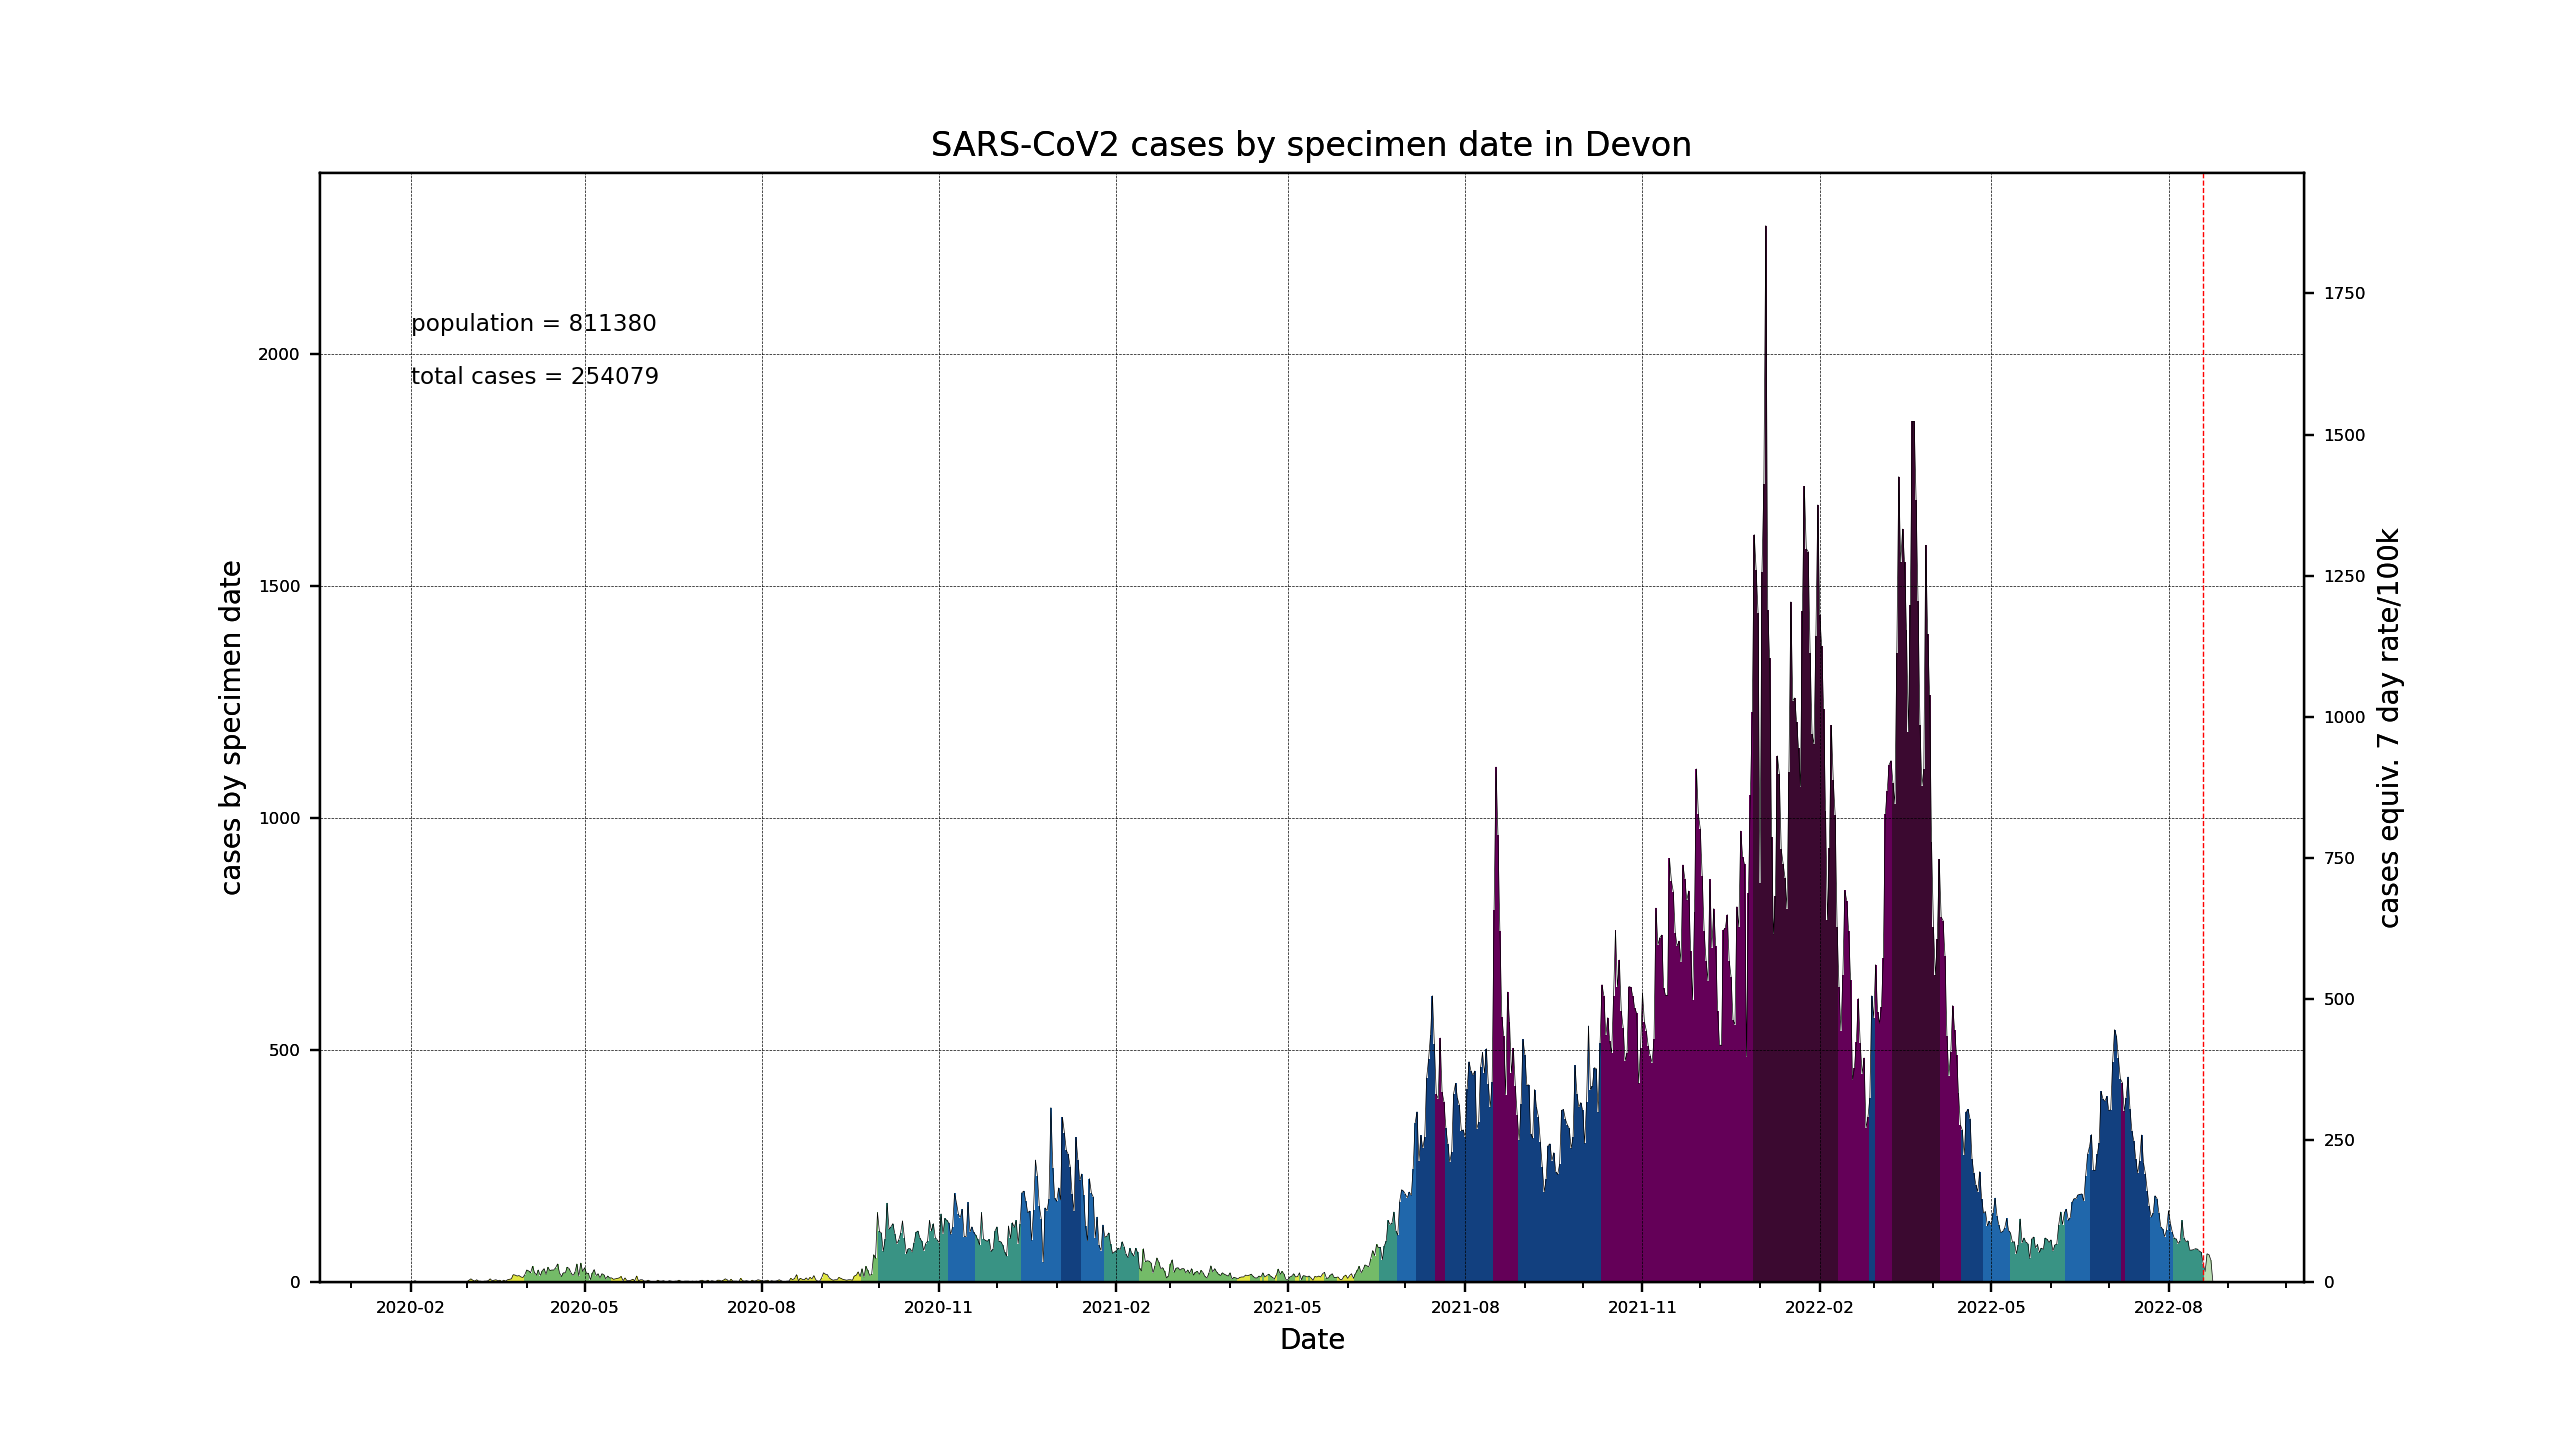 SARS-CoV2 cases by specimen date in Devon
population = 811380
total cases = 254079
cases by specimen date
2000
1500
1000
500
0
1750
1500
1250
1000
750
500
250
0
cases equiv. 7 day rate/100k
2020-02 2020-05 2020-08 2020-11 2021-02 2021-05 2021-08 2021-11 2022-02 2022-05 2022-08
Date